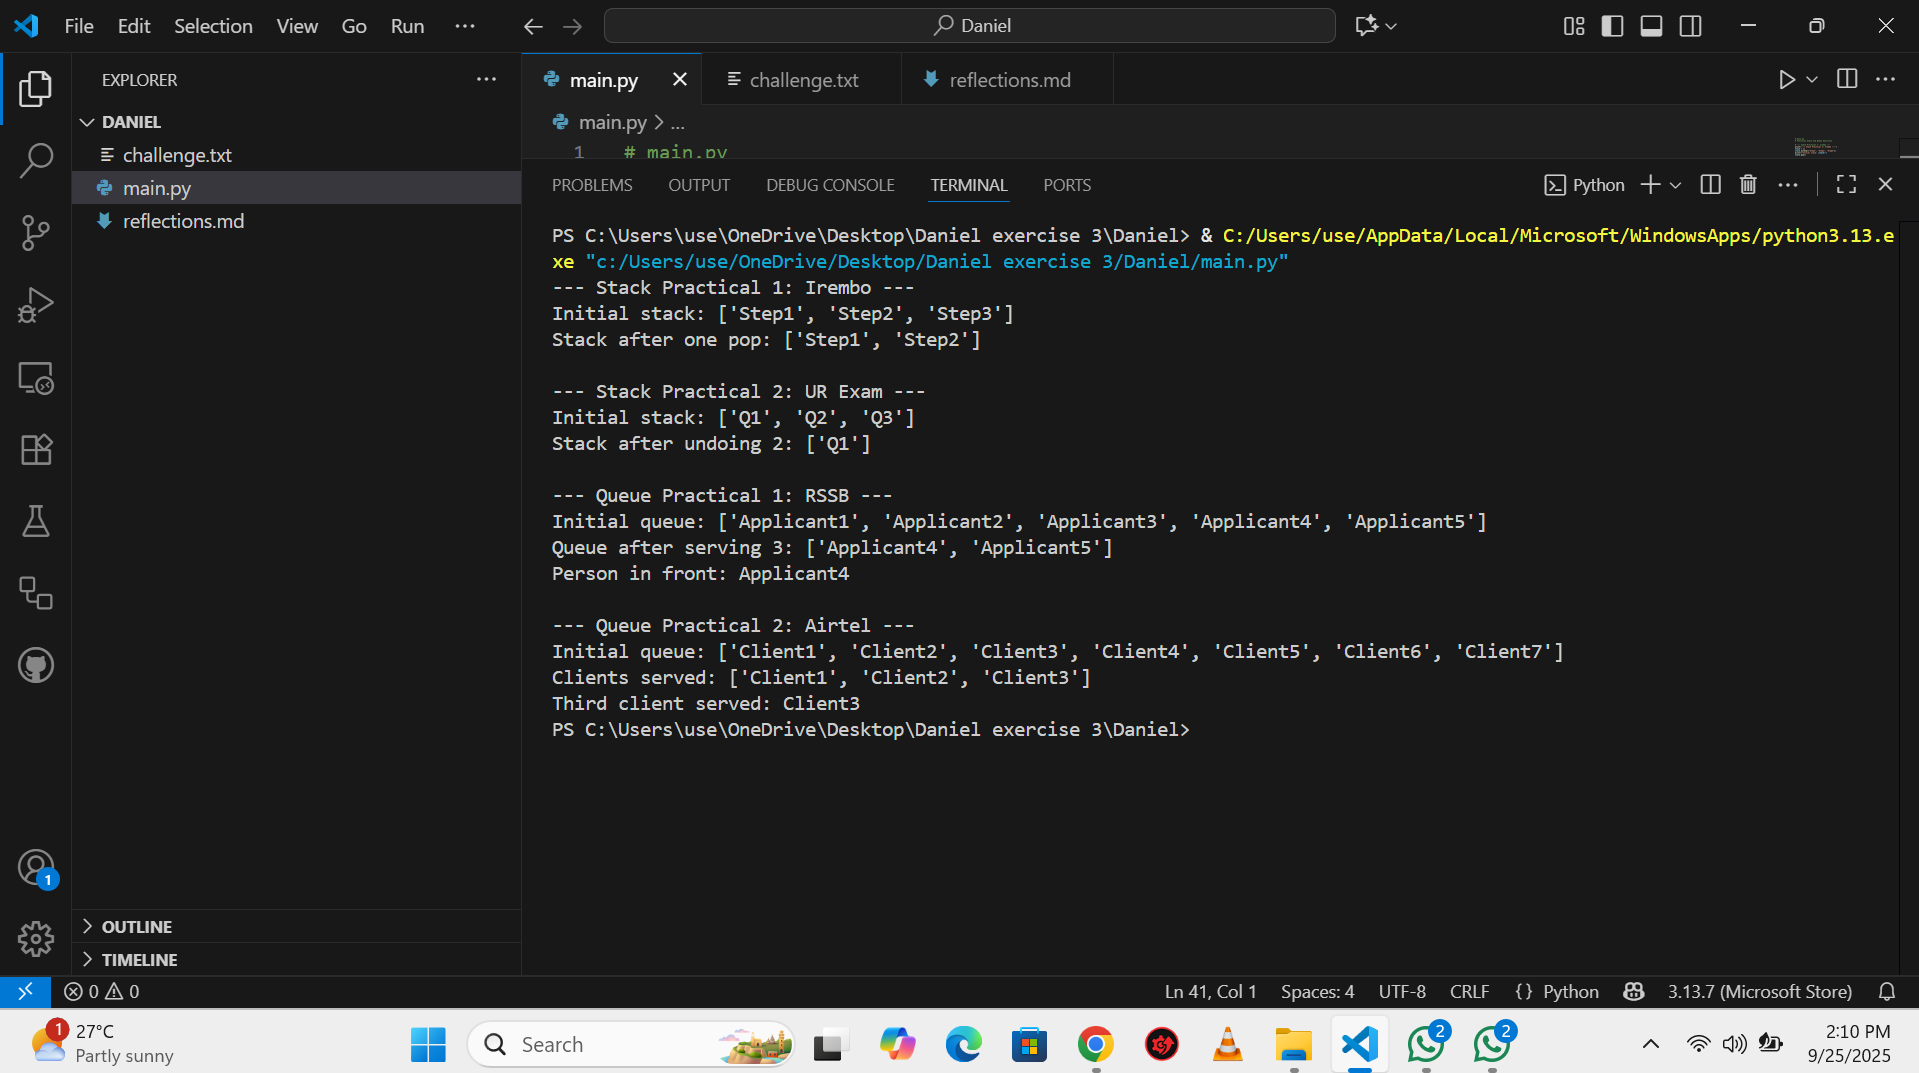 File Edit Selection View Go Run ...
Daniel
EXPLORER
DANIEL
challenge.txt
main.py
reflections.md
OUTLINE
TIMELINE
main.py
challenge.txt
reflections.md
main.py > ...
1 # main.py
PROBLEMS OUTPUT DEBUG CONSOLE TERMINAL PORTS
Python
PS C:\Users\use\OneDrive\Desktop\Daniel exercise 3\Daniel> & C:/Users/use/AppData/Local/Microsoft/WindowsApps/python3.13.e
xe "c:/Users/use/OneDrive/Desktop/Daniel exercise 3/Daniel/main.py"
--- Stack Practical 1: Irembo ---
Initial stack: ['Step1', 'Step2', 'Step3']
Stack after one pop: ['Step1', 'Step2']
--- Stack Practical 2: UR Exam ---
Initial stack: ['Q1', 'Q2', 'Q3']
Stack after undoing 2: ['Q1']
--- Queue Practical 1: RSSB ---
Initial queue: ['Applicant1', 'Applicant2', 'Applicant3', 'Applicant4', 'Applicant5']
Queue after serving 3: ['Applicant4', 'Applicant5']
Person in front: Applicant4
--- Queue Practical 2: Airtel ---
Initial queue: ['Client1', 'Client2', 'Client3', 'Client4', 'Client5', 'Client6', 'Client7']
Clients served: ['Client1', 'Client2', 'Client3']
Third client served: Client3
PS C:\Users\use\OneDrive\Desktop\Daniel exercise 3\Daniel>
1
0 0
Ln 41, Col 1 Spaces: 4 UTF-8 CRLF {} Python 3.13.7 (Microsoft Store)
1
27°C
Partly sunny
Search
2
2
2:10 PM
9/25/2025